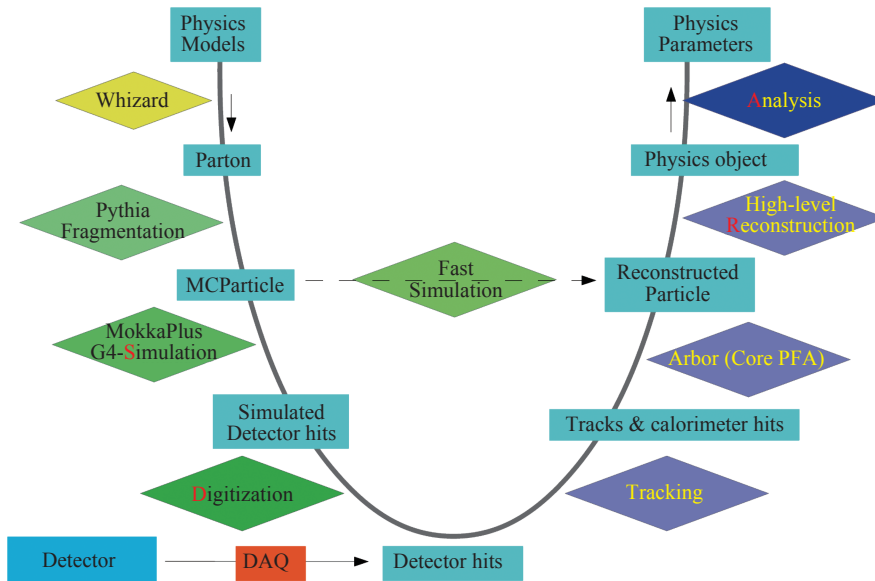 Physics
Models
Physics
Parameters
Whizard
Analysis
Parton
Physics object
Pythia
Fragmentation
High-level
Reconstruction
MCParticle
Fast
Simulation
Reconstructed
Particle
MokkaPlus
G4-Simulation
Arbor (Core PFA)
Simulated
Detector hits
Tracks & calorimeter hits
Digitization
Tracking
Detector
DAQ
Detector hits